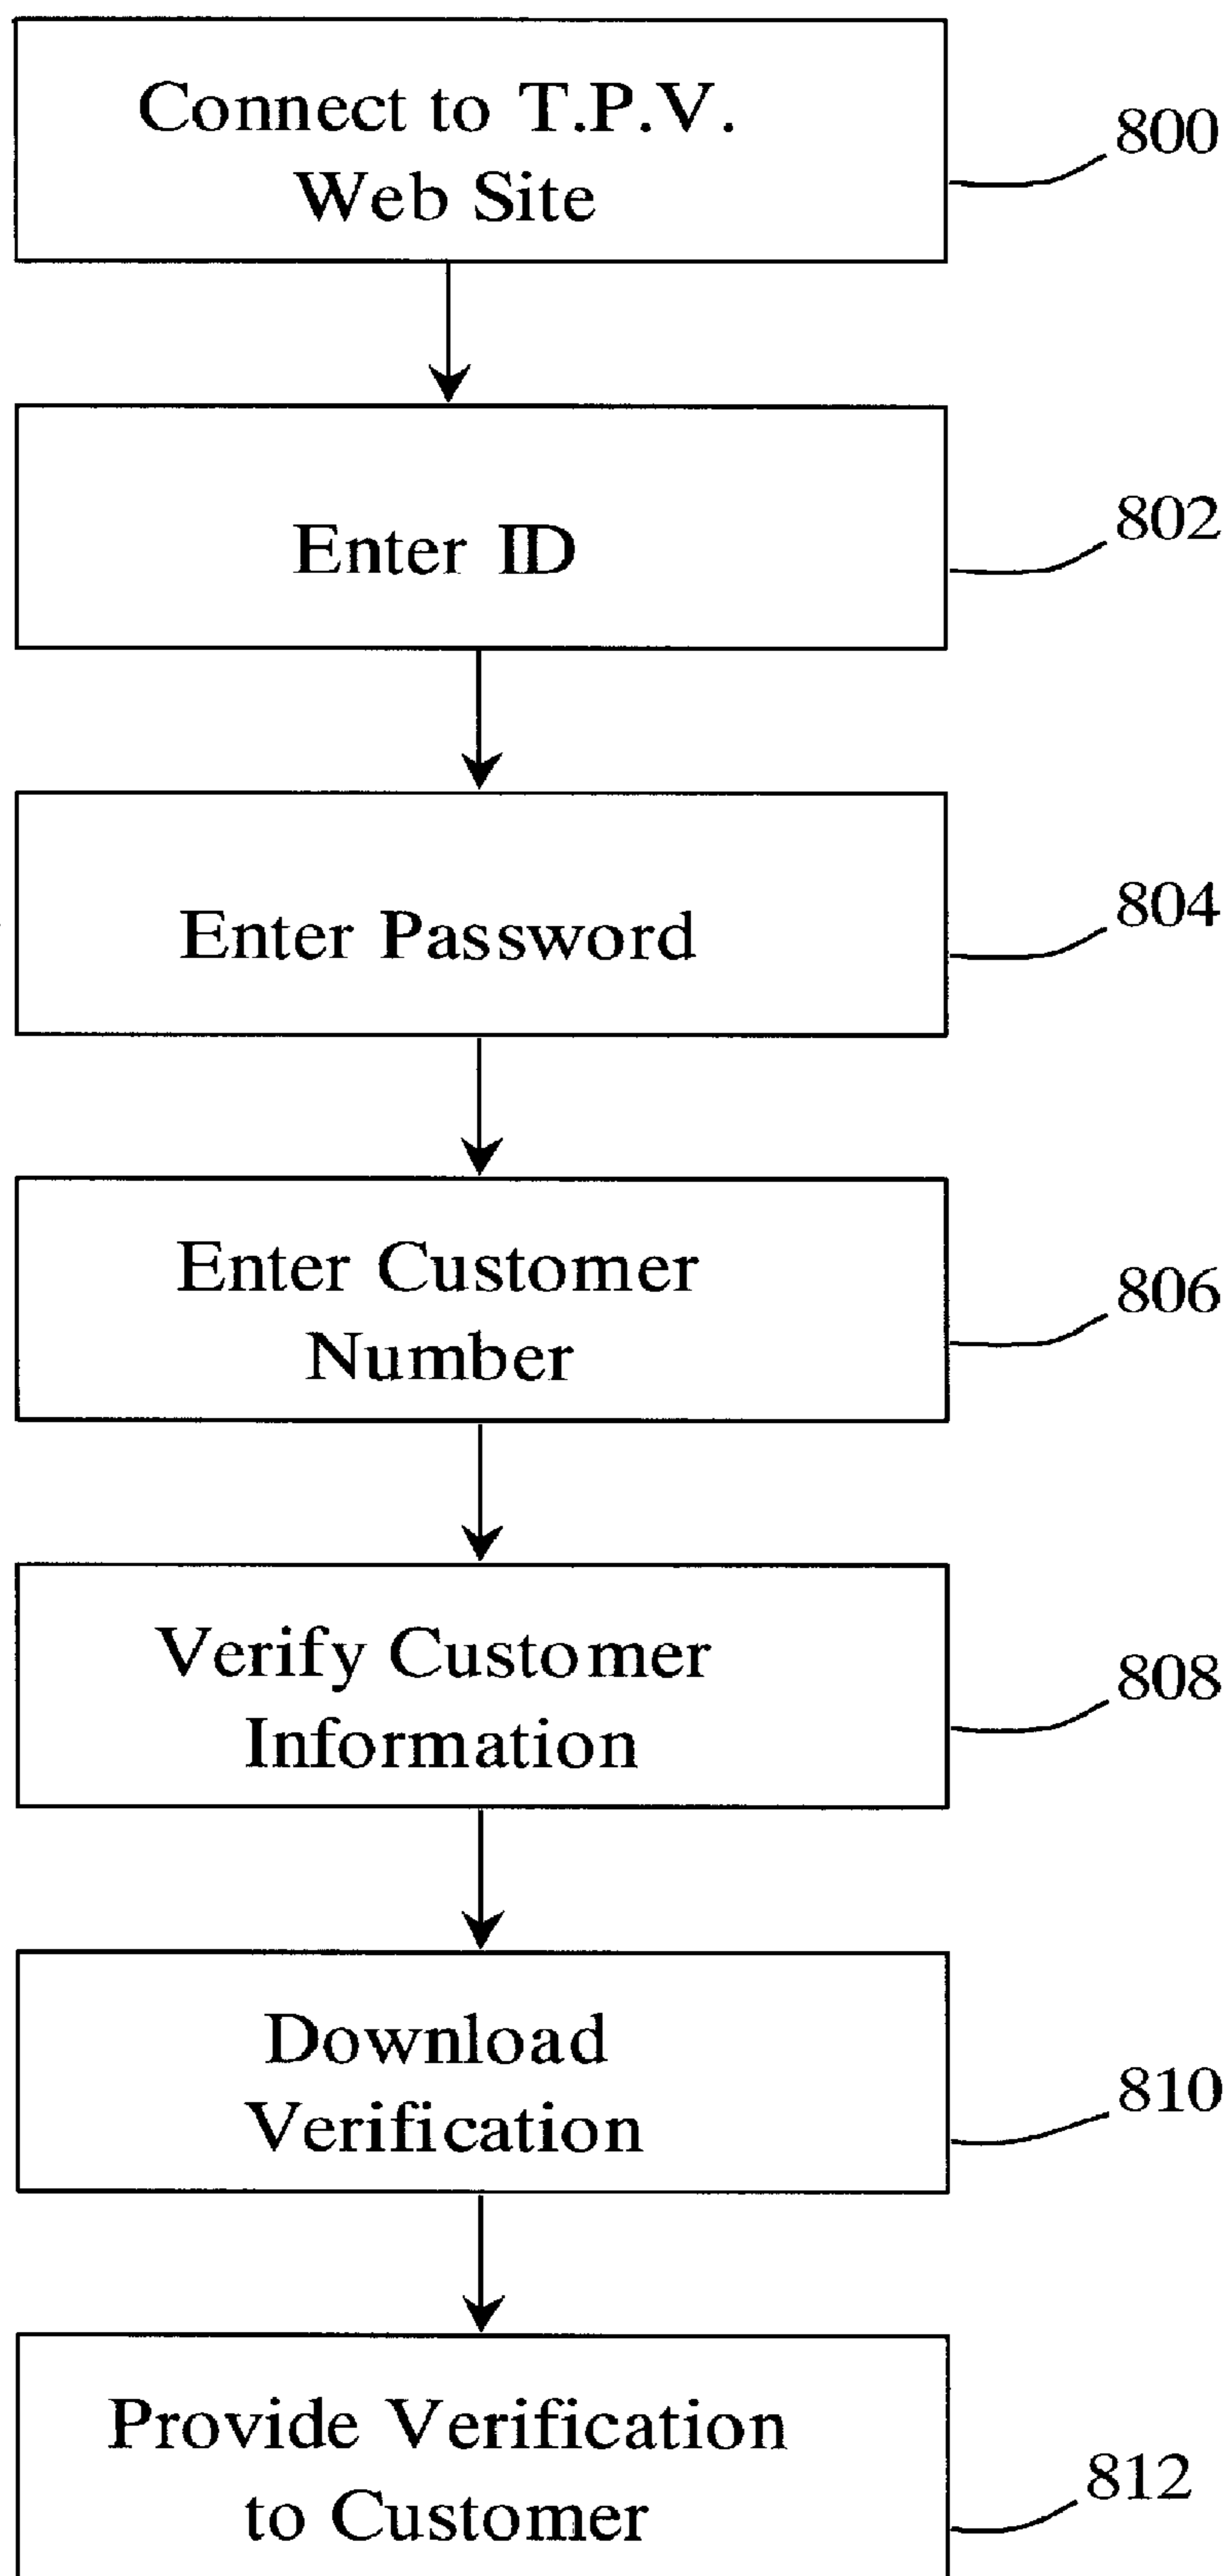 Connect to T.P.V.
Web Site
800
Enter ID
802
Enter Password
804
Enter Customer
Number
806
Verify Customer
Information
808
Download
Verification
810
Provide Verification
to Customer
812